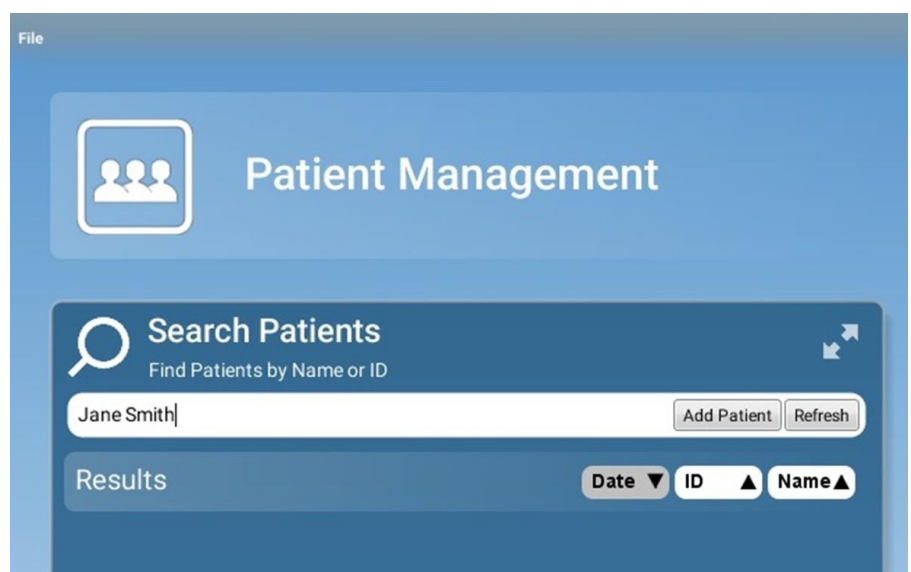 File
Patient Management
Search Patients
Find Patients by Name or ID
Jane Smith Add Patient Refresh
Results Date ▼ ID ▲ Name▲